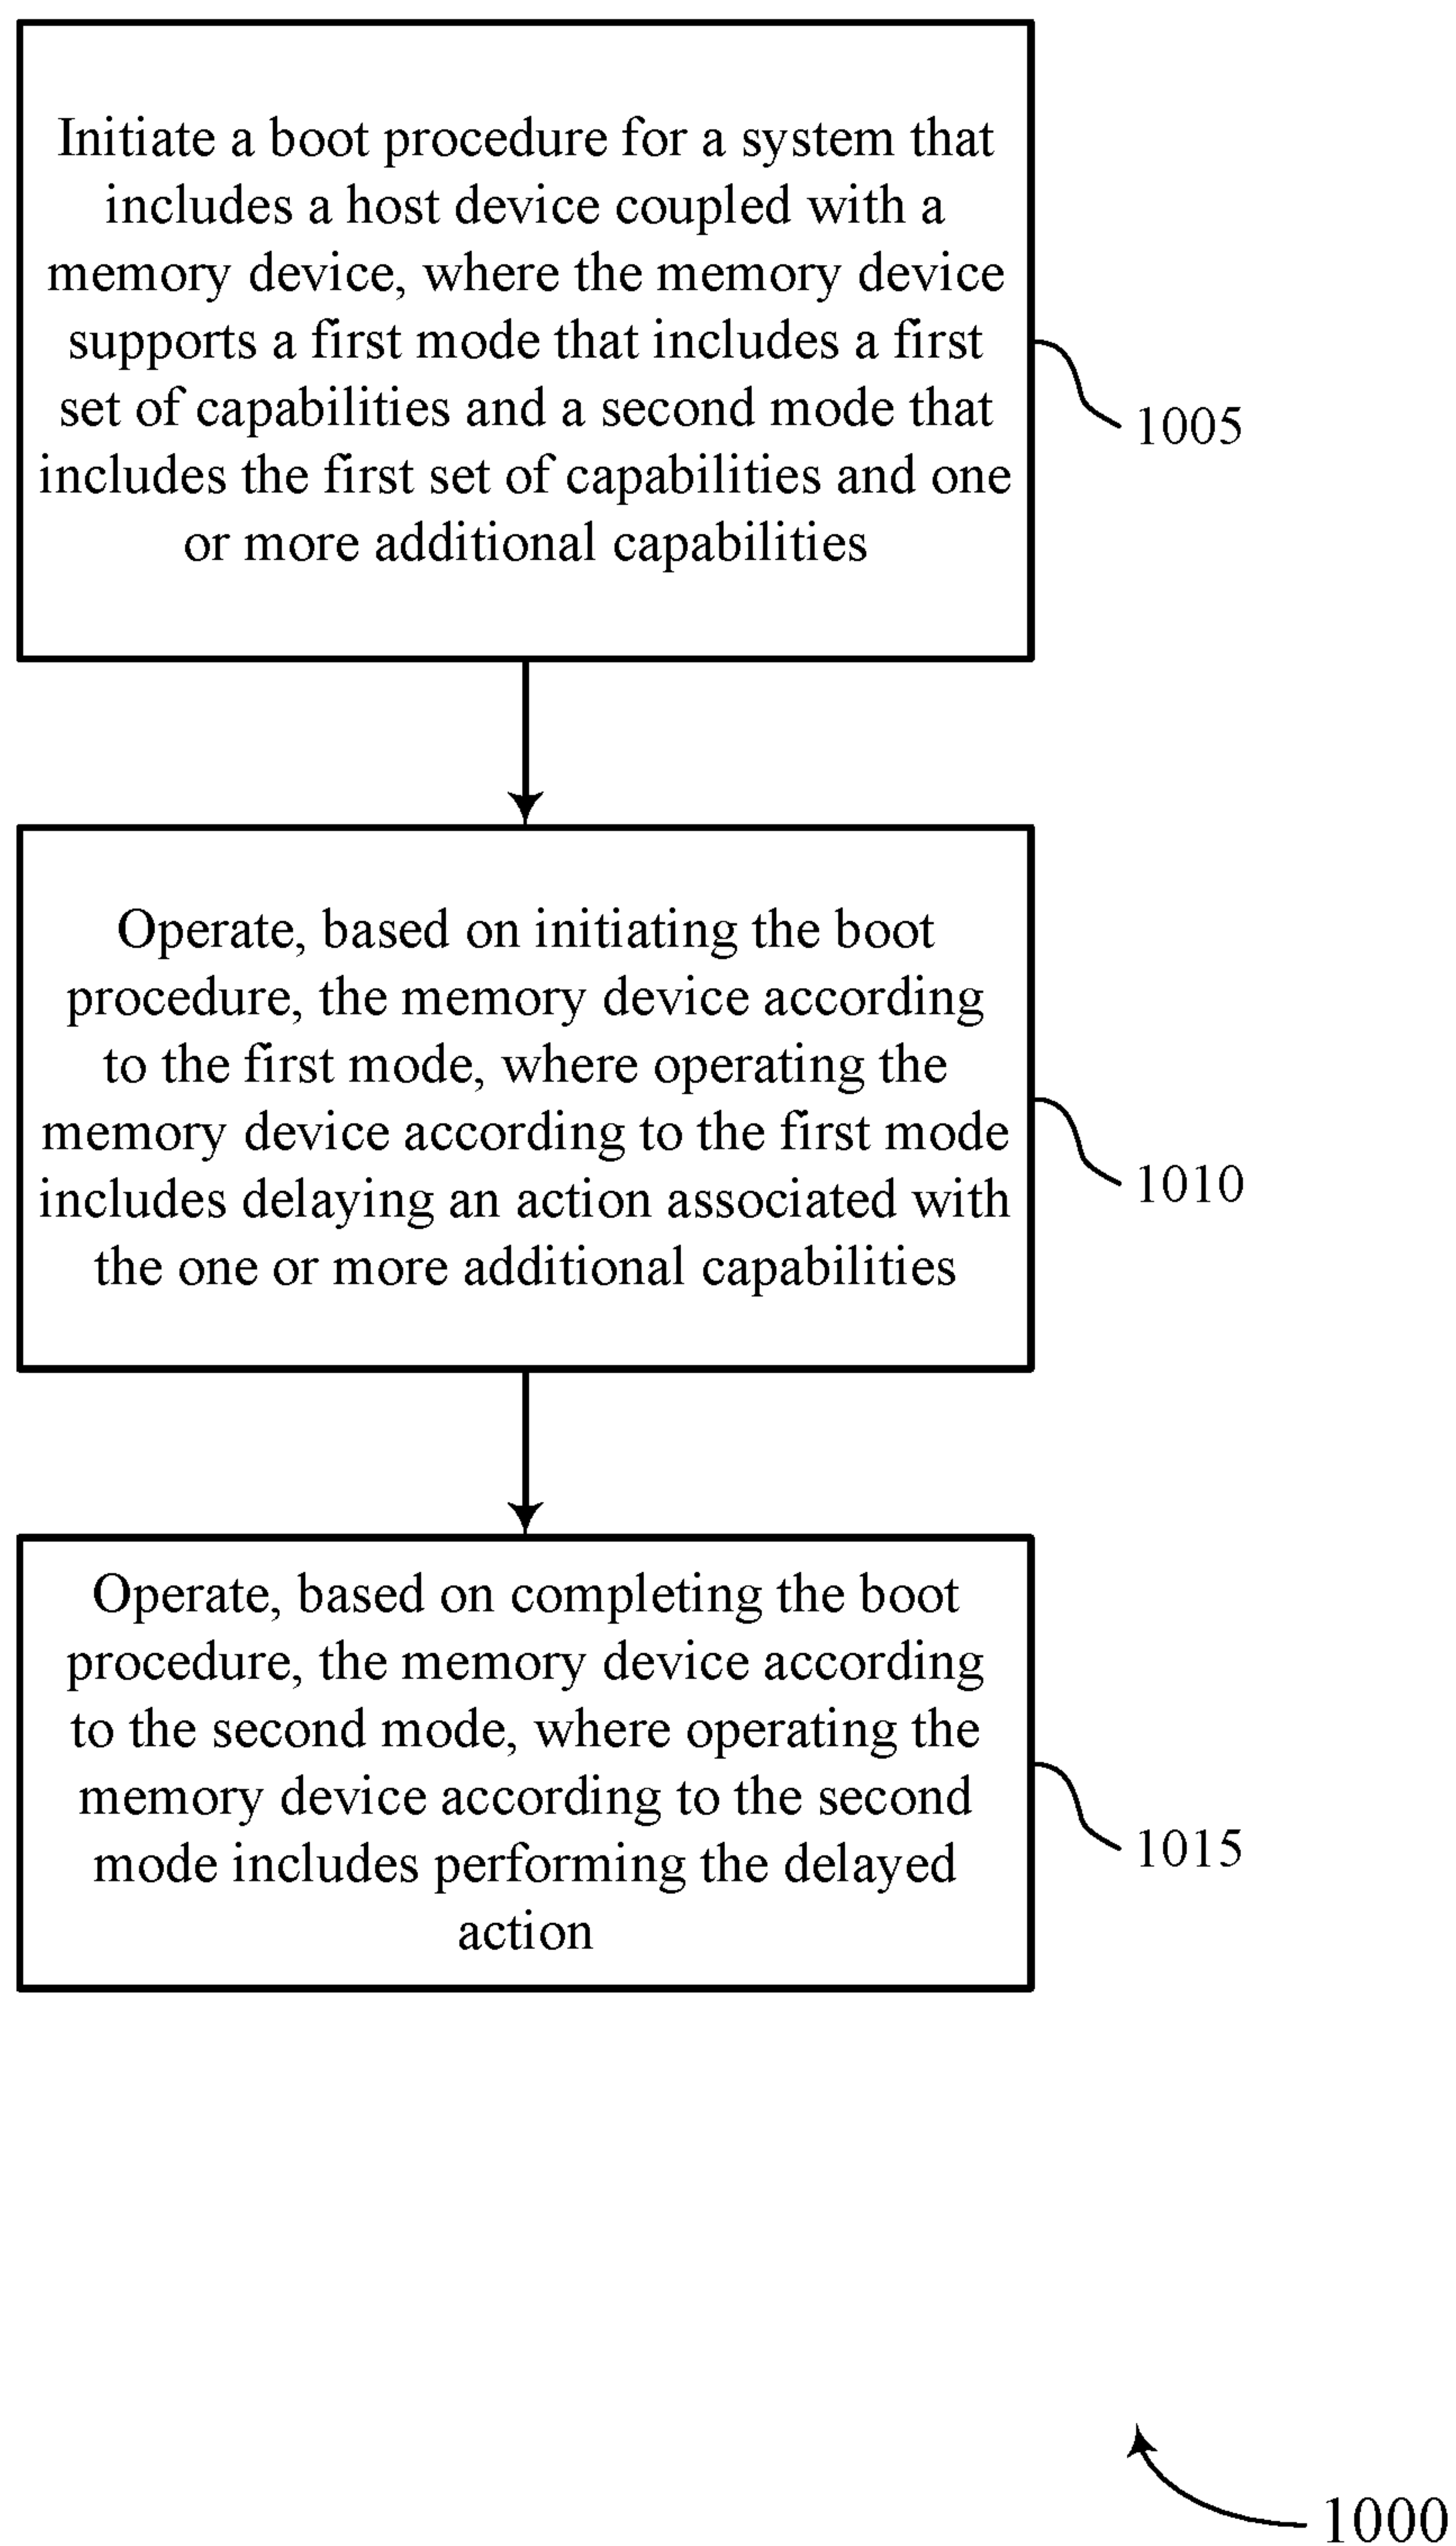 Initiate a boot procedure for a system that
includes a host device coupled with a
memory device, where the memory device
supports a first mode that includes a first
set of capabilities and a second mode that
includes the first set of capabilities and one
or more additional capabilities
1005
Operate, based on initiating the boot
procedure, the memory device according
to the first mode, where operating the
memory device according to the first mode
includes delaying an action associated with
the one or more additional capabilities
1010
Operate, based on completing the boot
procedure, the memory device according
to the second mode, where operating the
memory device according to the second
mode includes performing the delayed
action
1015
1000